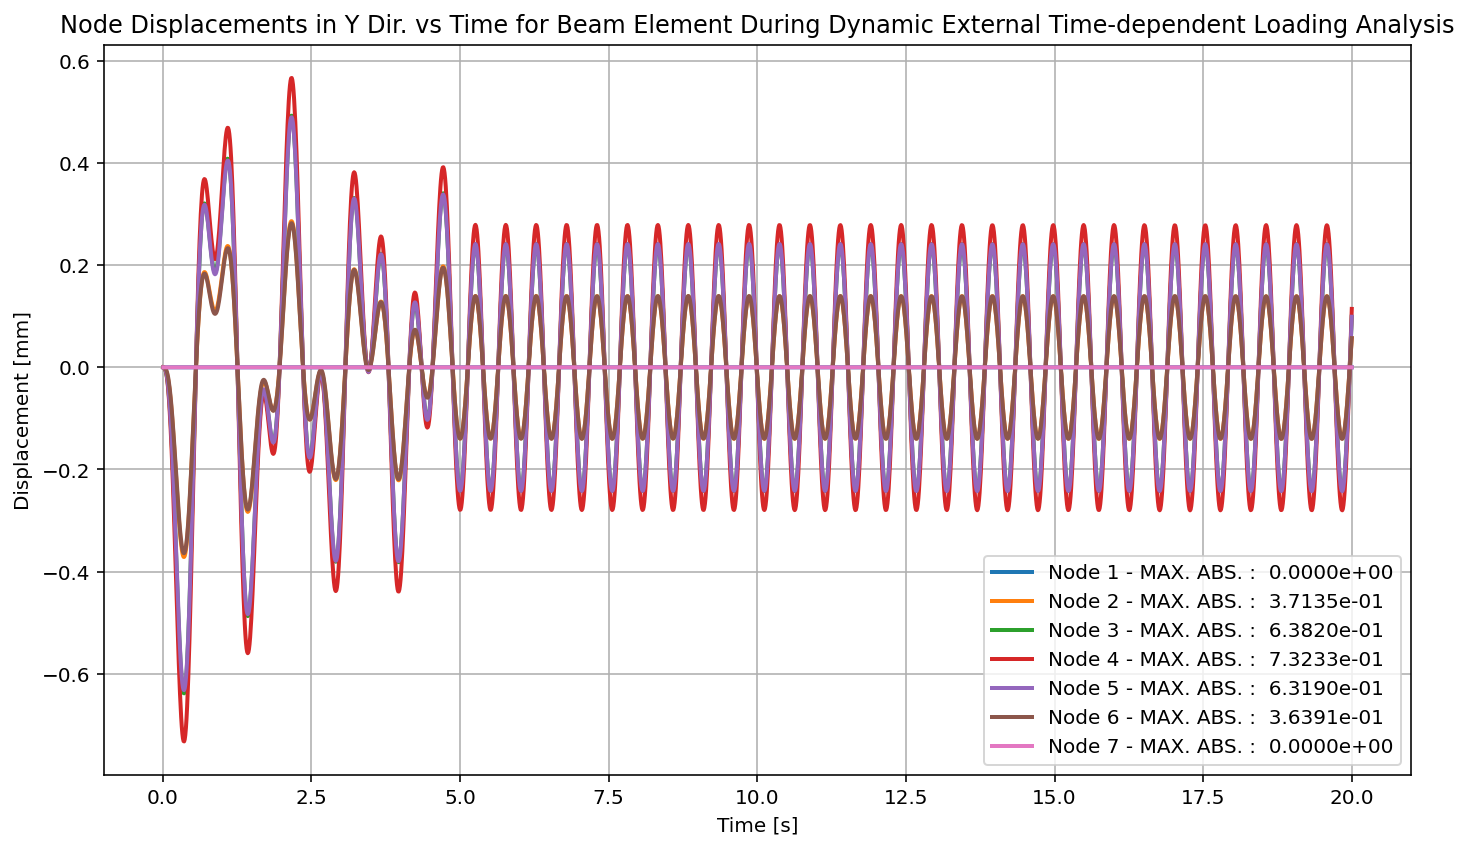 Node Displacements in Y Dir. vs Time for Beam Element During Dynamic External Time-dependent Loading Analysis
Displacement [mm]
0.6
0.4
0.2
0.0
−0.2
−0.4
−0.6
Node 1 - MAX. ABS. : 0.0000e+00
Node 2 - MAX. ABS. : 3.7135e-01
Node 3 - MAX. ABS. : 6.3820e-01
Node 4 - MAX. ABS. : 7.3233e-01
Node 5 - MAX. ABS. : 6.3190e-01
Node 6 - MAX. ABS. : 3.6391e-01
Node 7 - MAX. ABS. : 0.0000e+00
0.0 2.5 5.0 7.5 10.0 12.5 15.0 17.5 20.0
Time [s]